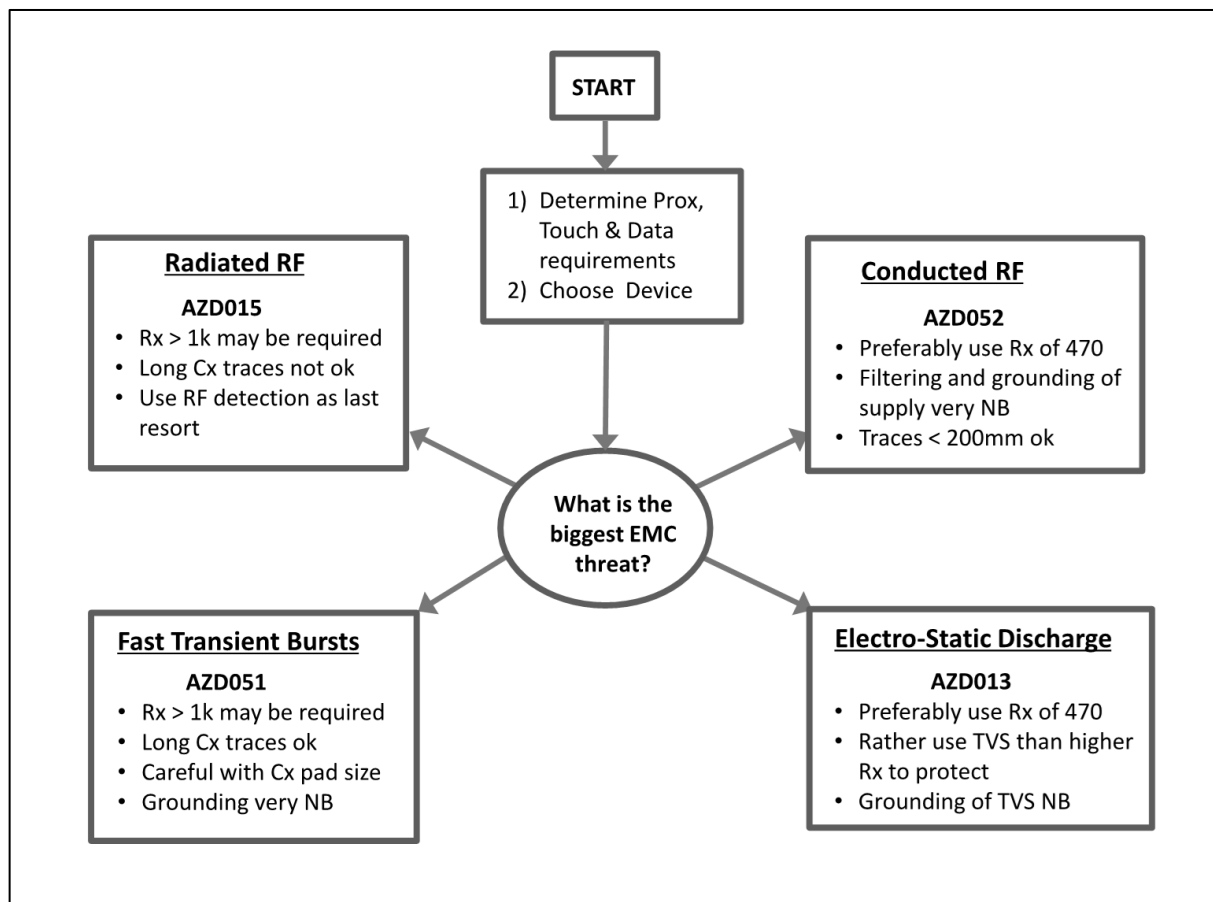 START
1) Determine Prox,
Touch & Data
requirements
2) Choose Device
Radiated RF
AZD015
• Rx > 1k may be required
• Long Cx traces not ok
• Use RF detection as last
resort
Conducted RF
AZD052
• Preferably use Rx of 470
• Filtering and grounding of
supply very NB
• Traces < 200mm ok
What is the
biggest EMC
threat?
Fast Transient Bursts
AZD051
• Rx > 1k may be required
• Long Cx traces ok
• Careful with Cx pad size
• Grounding very NB
Electro-Static Discharge
AZD013
• Preferably use Rx of 470
• Rather use TVS than higher
Rx to protect
• Grounding of TVS NB